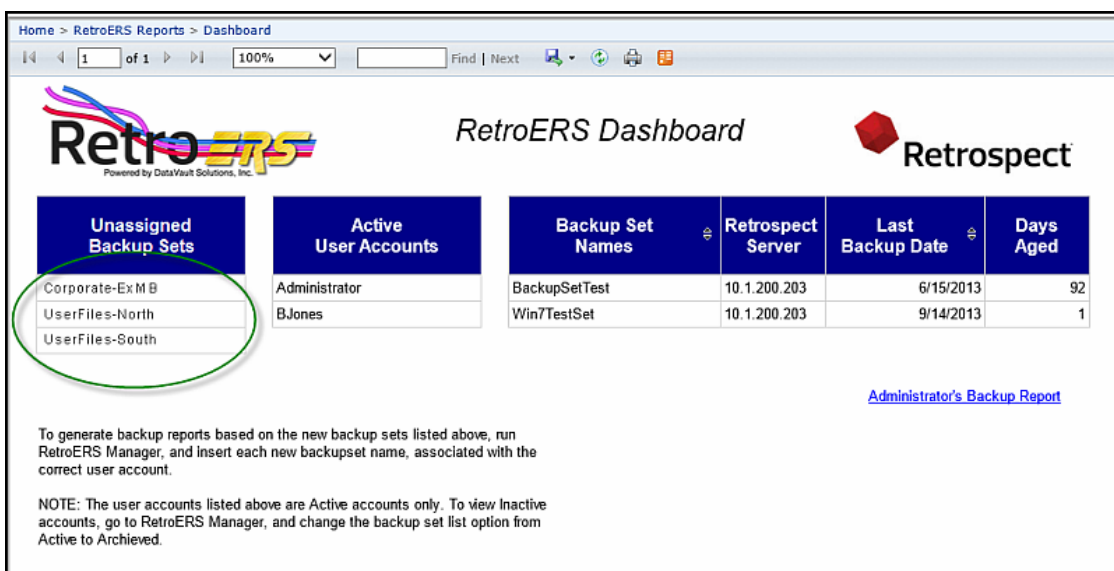 Home > RetroERS Reports > Dashboard
1 of 1 100% Find | Next
RetroERS
Powered by DataVault Solutions, Inc.
RetroERS Dashboard
Retrospect
Unassigned Backup Sets
Corporate-ExMB
UserFiles-North
UserFiles-South
Active User Accounts
Administrator
BJones
Backup Set Names Retrospect Server Last Backup Date Days Aged
BackupSetTest 10.1.200.203 6/15/2013 92
Win7TestSet 10.1.200.203 9/14/2013 1
Administrator's Backup Report
To generate backup reports based on the new backup sets listed above, run
RetroERS Manager, and insert each new backupset name, associated with the
correct user account.
NOTE: The user accounts listed above are Active accounts only. To view Inactive
accounts, go to RetroERS Manager, and change the backup set list option from
Active to Archieved.